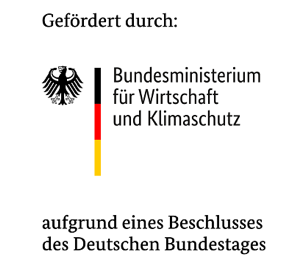 Gefördert durch:
Bundesministerium
für Wirtschaft
und Klimaschutz
aufgrund eines Beschlusses
des Deutschen Bundestages